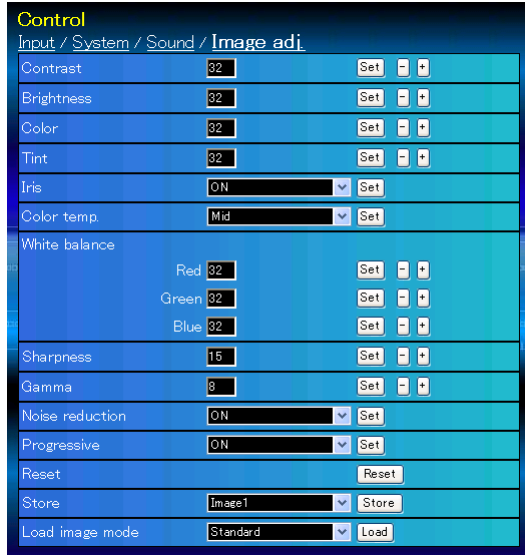 Control
Input / System / Sound / Image adj.
Contrast 32 Set - +
Brightness 32 Set - +
Color 32 Set - +
Tint 32 Set - +
Iris ON Set
Color temp. Mid Set
White balance
Red 32 Set - +
Green 32 Set - +
Blue 32 Set - +
Sharpness 15 Set - +
Gamma 8 Set - +
Noise reduction ON Set
Progressive ON Set
Reset Reset
Store Image1 Store
Load image mode Standard Load